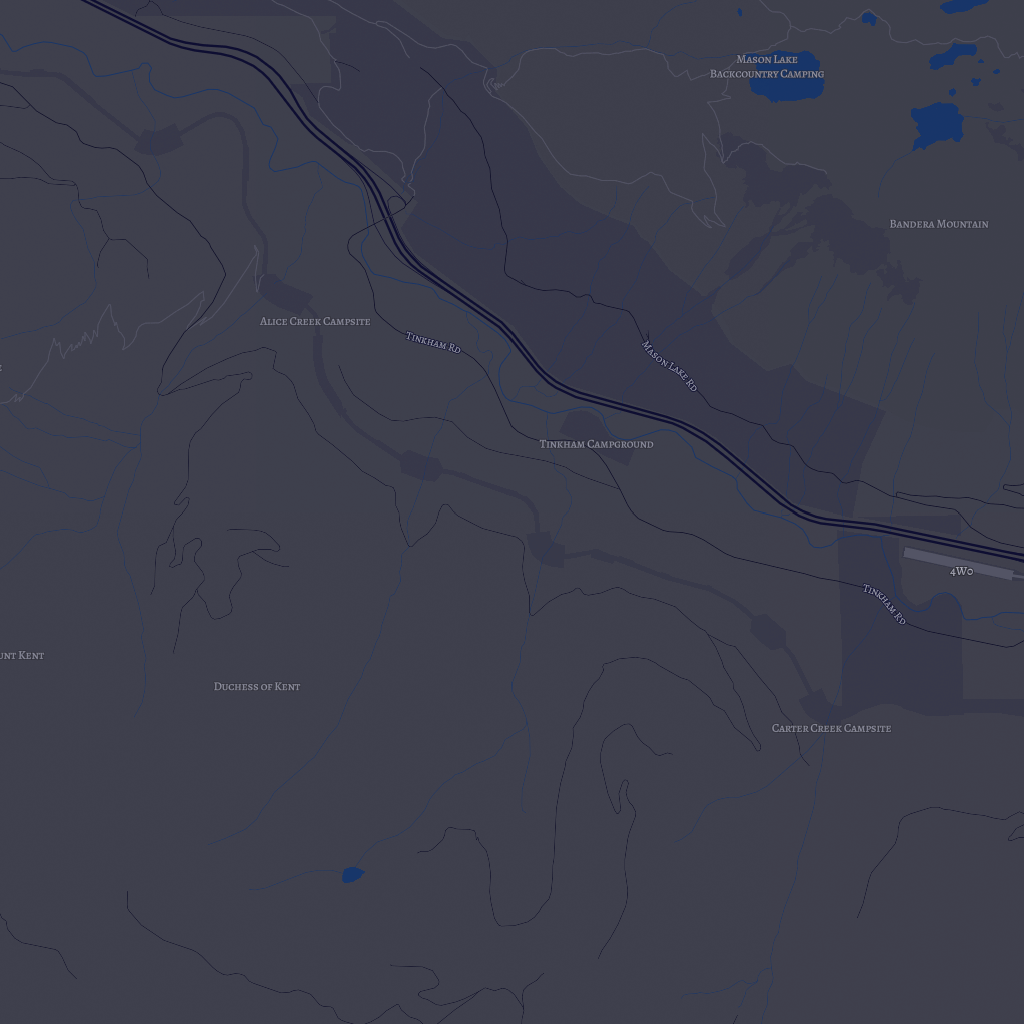 Mason Lake
Backcountry Camping
Bandera Mountain
Alice Creek Campsite
Tinkham Rd
Mason Lake Rd
Tinkham Campground
4W0
Tinkham Rd
unt Kent
Duchess of Kent
Carter Creek Campsite